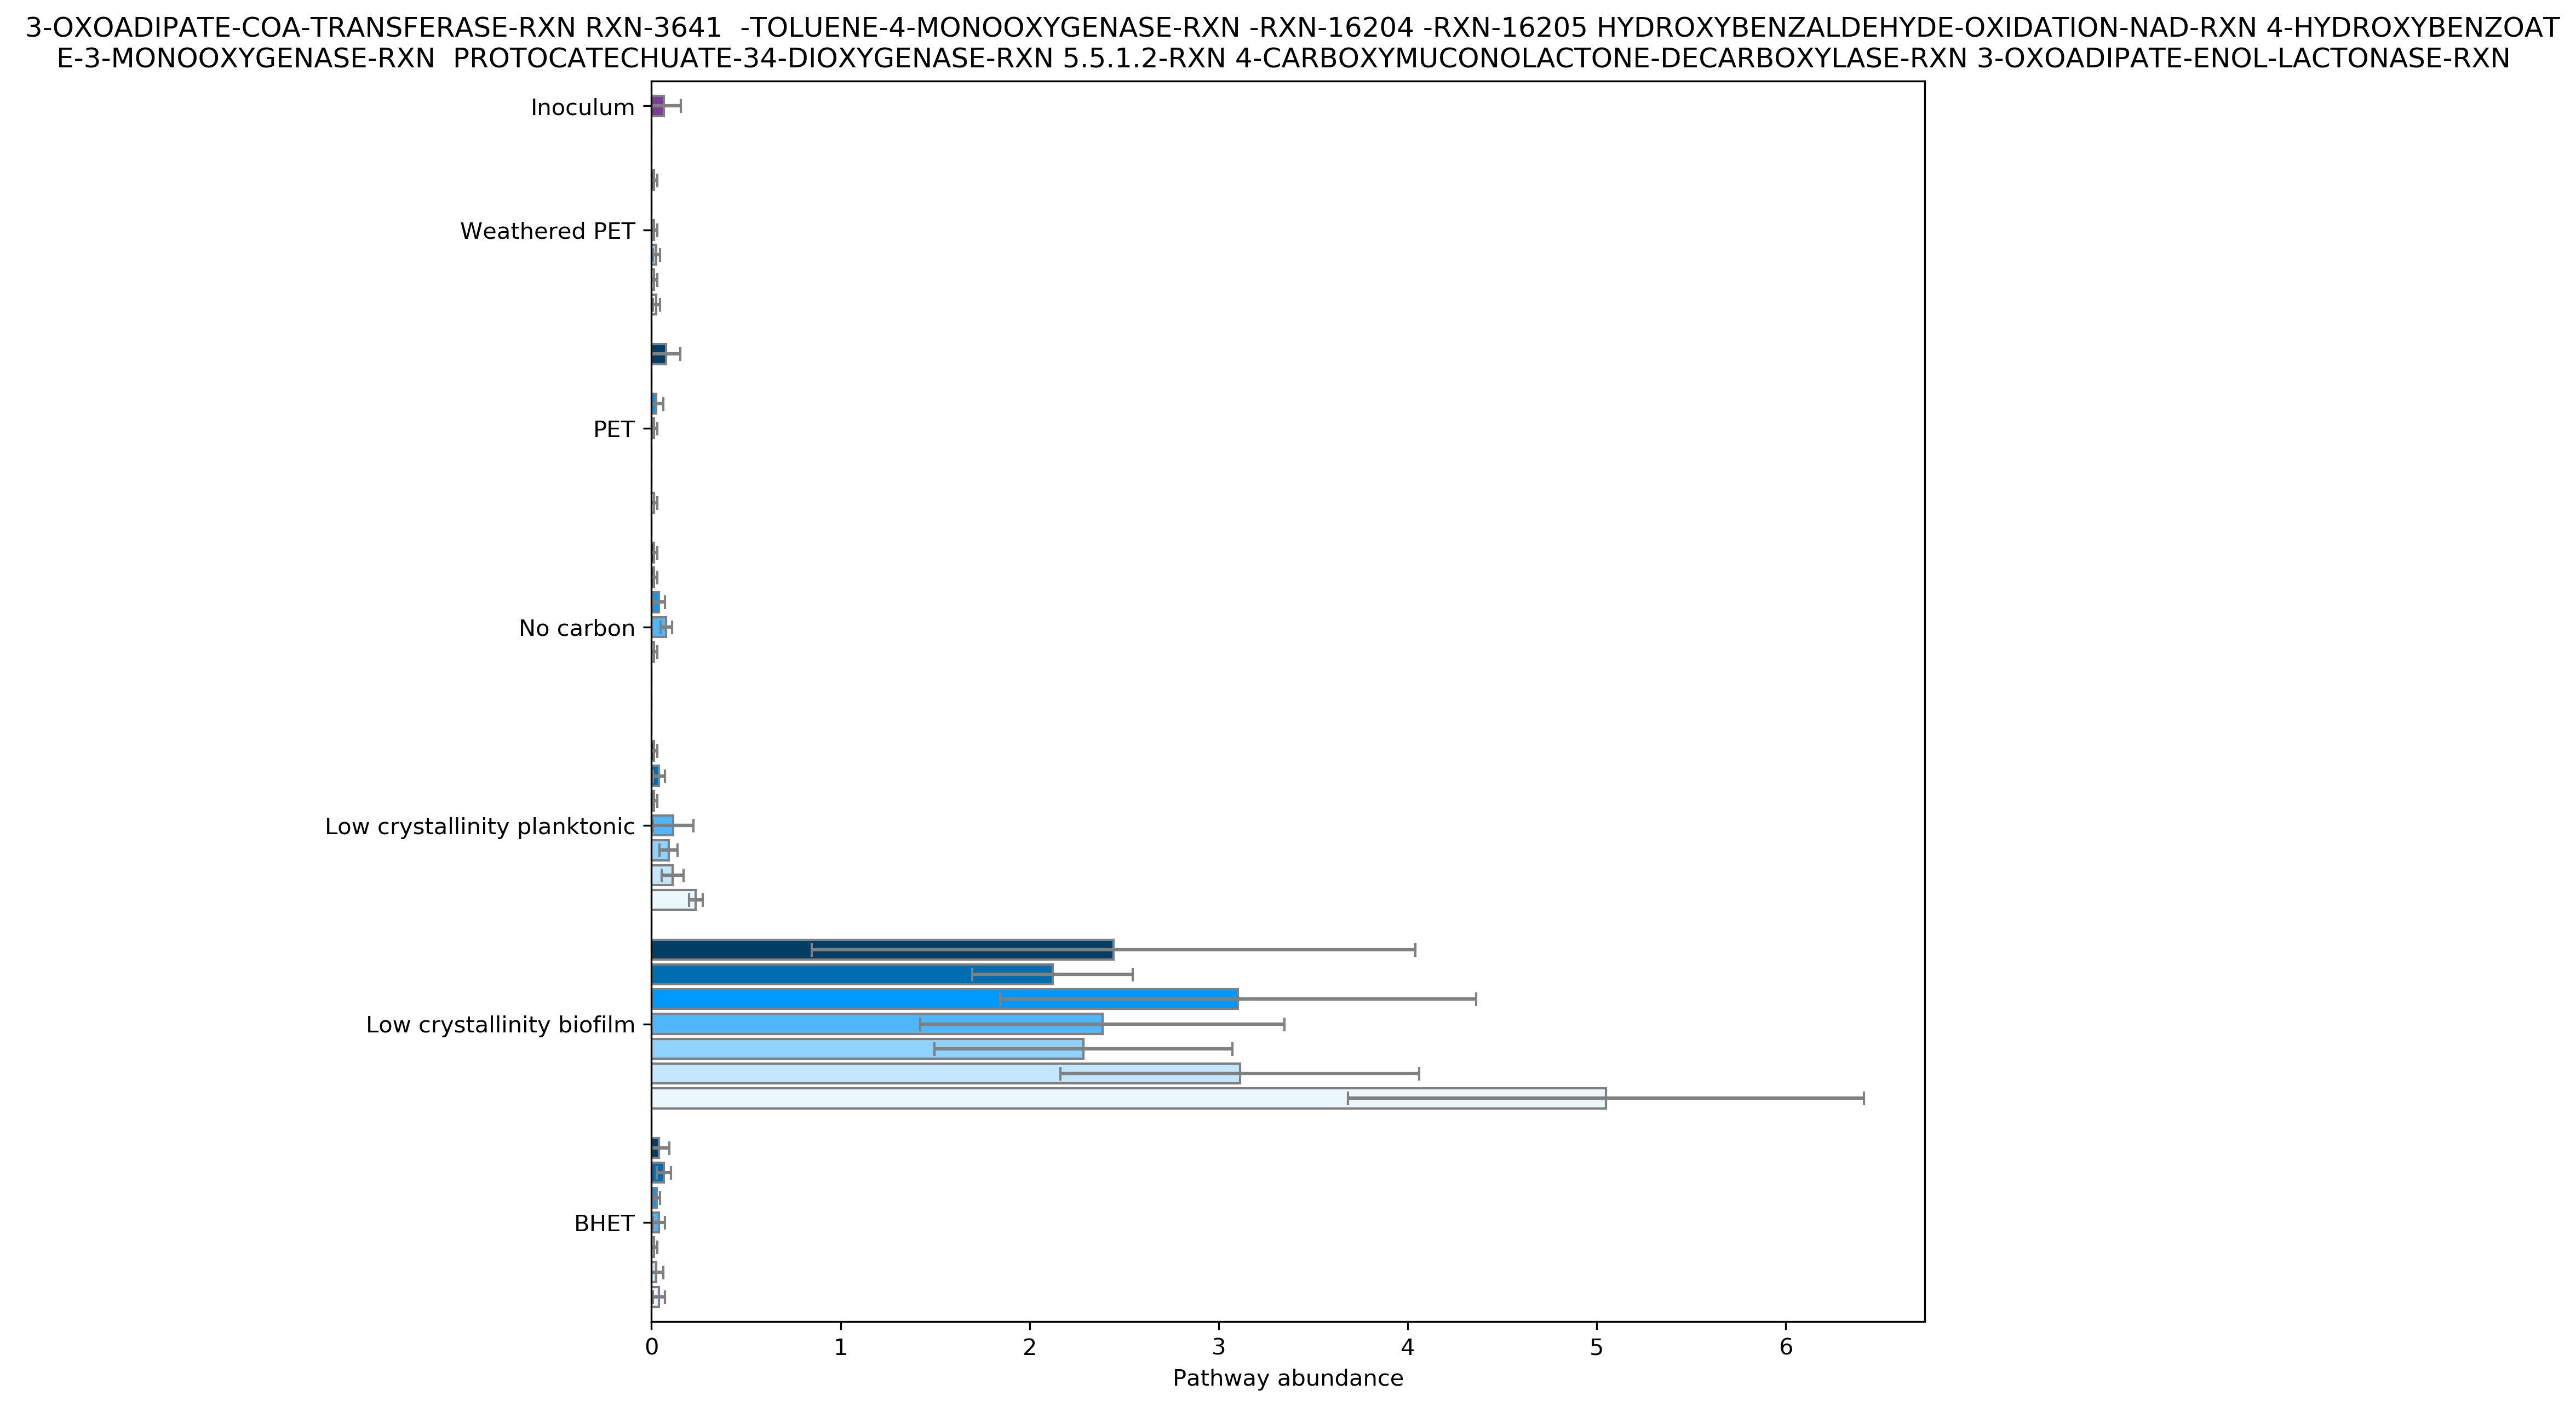 3-OXOADIPATE-COA-TRANSFERASE-RXN RXN-3641  -TOLUENE-4-MONOOXYGENASE-RXN -RXN-16204 -RXN-16205 HYDROXYBENZALDEHYDE-OXIDATION-NAD-RXN 4-HYDROXYBENZOAT
E-3-MONOOXYGENASE-RXN  PROTOCATECHUATE-34-DIOXYGENASE-RXN 5.5.1.2-RXN 4-CARBOXYMUCONOLACTONE-DECARBOXYLASE-RXN 3-OXOADIPATE-ENOL-LACTONASE-RXN
Inoculum
Weathered PET
PET
No carbon
Low crystallinity planktonic
Low crystallinity biofilm
BHET
0 1 2 3 4 5 6
Pathway abundance